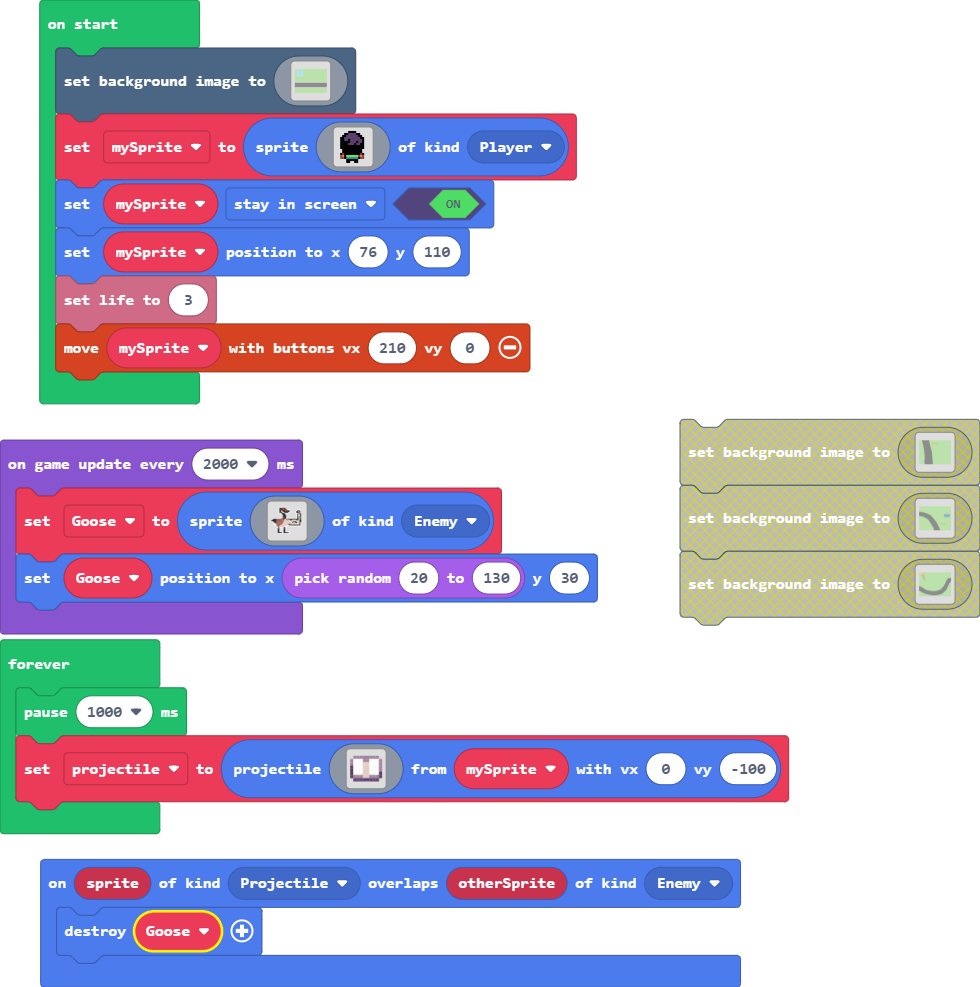 on start
set background image to
set mySprite to sprite of kind Player
set mySprite stay in screen ON
set mySprite position to x 76 y 110
set life to 3
move mySprite with buttons vx 210 vy 0
on game update every 2000 ms
set Goose to sprite of kind Enemy
set Goose position to x pick random 20 to 130 y 30
set background image to
set background image to
set background image to
forever
pause 1000 ms
set projectile to projectile from mySprite with vx 0 vy -100
on sprite of kind Projectile overlaps otherSprite of kind Enemy
destroy Goose